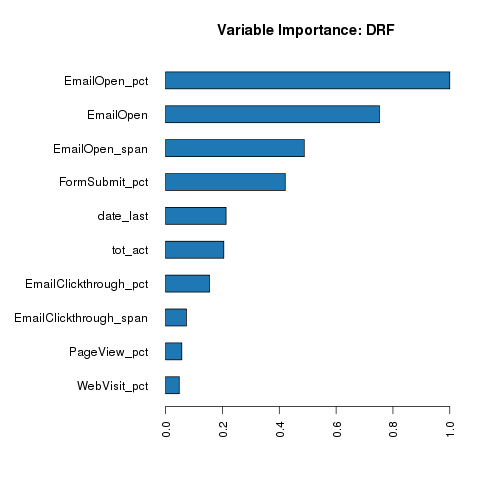 Variable Importance: DRF
EmailOpen_pct
EmailOpen
EmailOpen_span
FormSubmit_pct
date_last
tot_act
EmailClickthrough_pct
EmailClickthrough_span
PageView_pct
WebVisit_pct
0.0
0.2
0.4
0.6
0.8
1.0